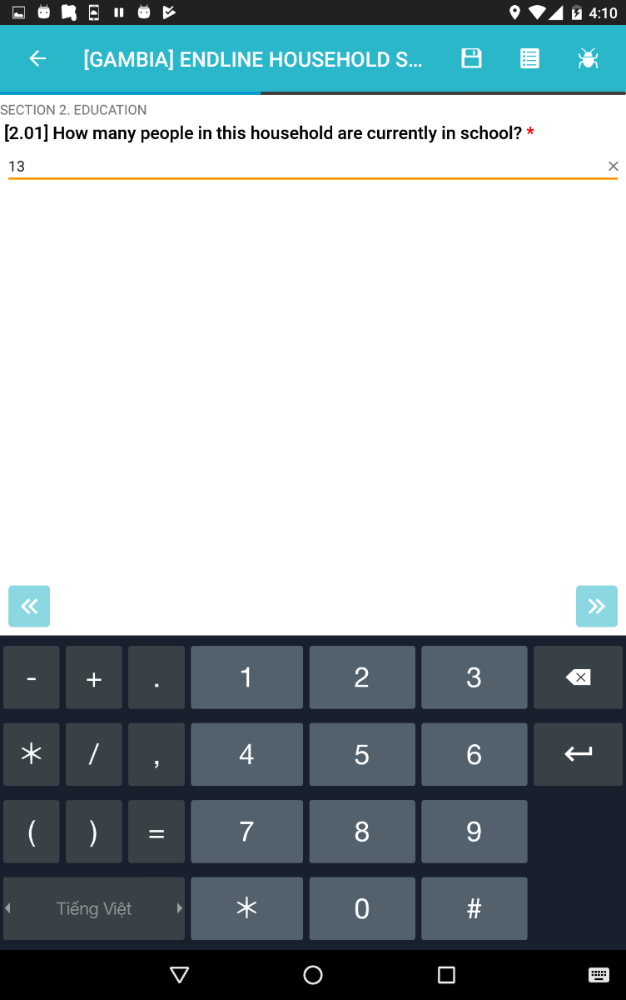 4:10
[GAMBIA] ENDLINE HOUSEHOLD S...
SECTION 2. EDUCATION
[2.01] How many people in this household are currently in school? *
13
- + . 1 2 3
* / , 4 5 6
( ) = 7 8 9
Tiếng Việt * 0 #